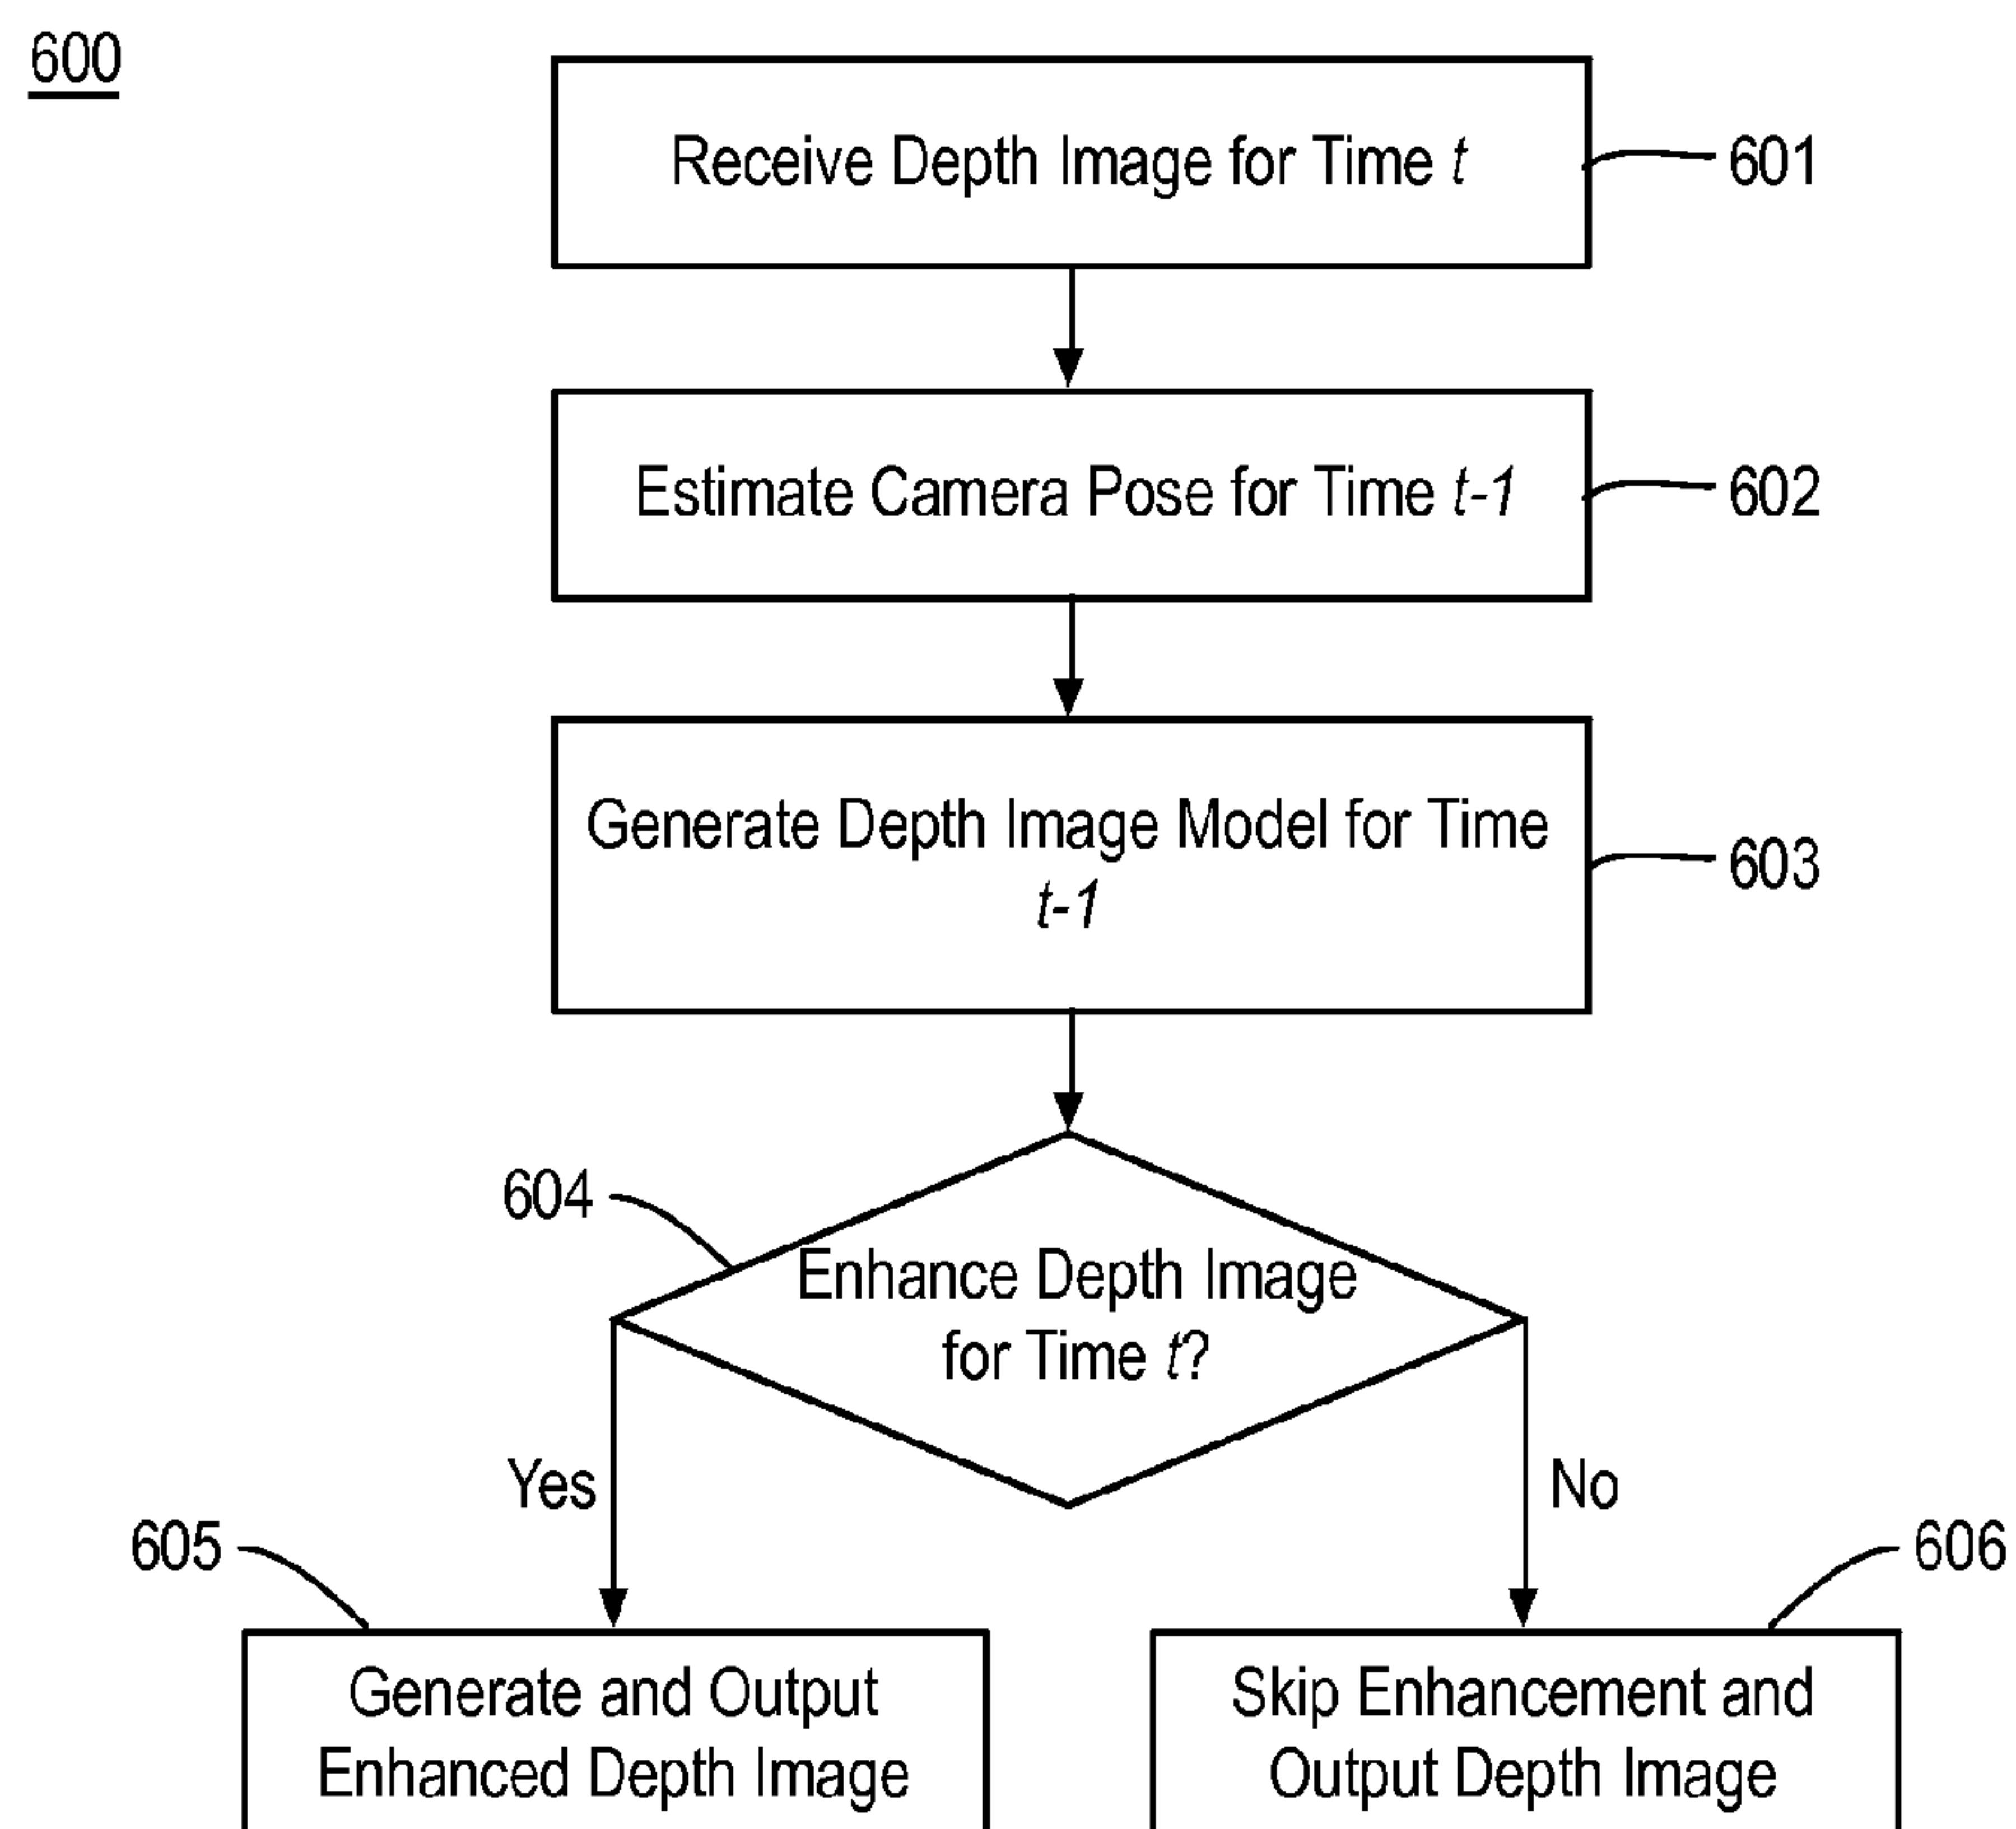 600
Receive Depth Image for Time t
601
Estimate Camera Pose for Time t-1
602
Generate Depth Image Model for Time
t-1
603
604
Enhance Depth Image
for Time t?
Yes
No
605
606
Generate and Output
Enhanced Depth Image
Skip Enhancement and
Output Depth Image